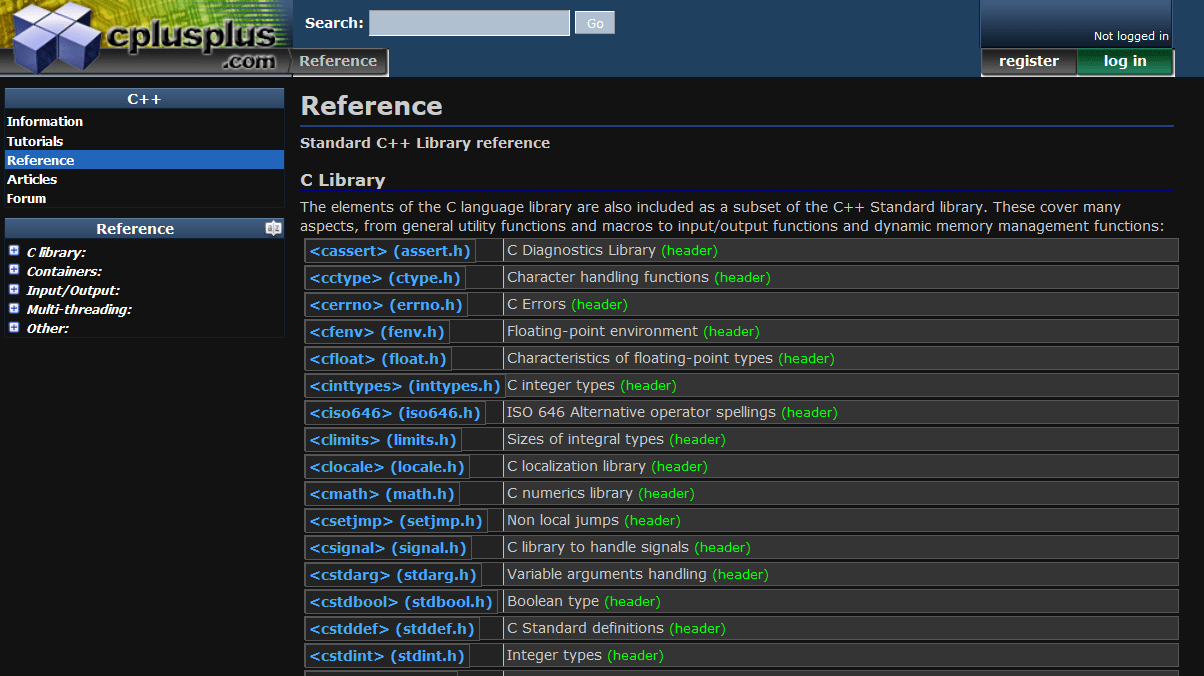 cplusplus
.com
Search:
Go
Not logged in
Reference
register
log in
C++
Information
Tutorials
Reference
Articles
Forum
Reference
C library:
Containers:
Input/Output:
Multi-threading:
Other:
Reference
Standard C++ Library reference
C Library
The elements of the C language library are also included as a subset of the C++ Standard library. These cover many
aspects, from general utility functions and macros to input/output functions and dynamic memory management functions:
<cassert> (assert.h) C Diagnostics Library (header)
<cctype> (ctype.h) Character handling functions (header)
<cerrno> (errno.h) C Errors (header)
<cfenv> (fenv.h) Floating-point environment (header)
<cfloat> (float.h) Characteristics of floating-point types (header)
<cinttypes> (inttypes.h) C integer types (header)
<ciso646> (iso646.h) ISO 646 Alternative operator spellings (header)
<climits> (limits.h) Sizes of integral types (header)
<clocale> (locale.h) C localization library (header)
<cmath> (math.h) C numerics library (header)
<csetjmp> (setjmp.h) Non local jumps (header)
<csignal> (signal.h) C library to handle signals (header)
<cstdarg> (stdarg.h) Variable arguments handling (header)
<cstdbool> (stdbool.h) Boolean type (header)
<cstddef> (stddef.h) C Standard definitions (header)
<cstdint> (stdint.h) Integer types (header)